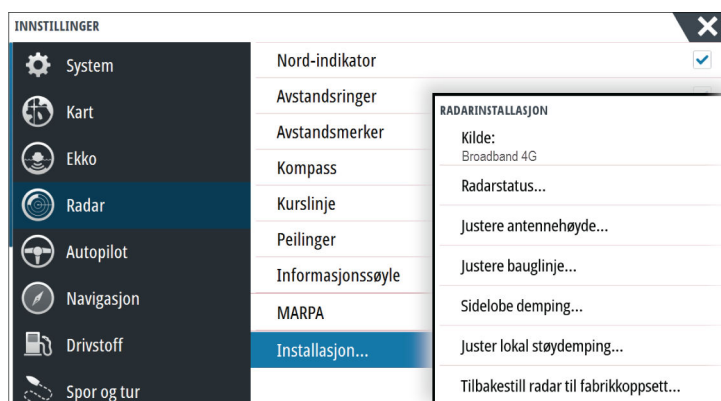 INNSTILLINGER
System
Kart
Ekko
Radar
Autopilot
Navigasjon
Drivstoff
Spor og tur
Nord-indikator
Avstandsringer
Avstandsmerker
Kompass
Kurslinje
Peilinger
Informasjonssøyle
MARPA
Installasjon...
RADARINSTALLASJON
Kilde:
Broadband 4G
Radarstatus...
Justere antennehøyde...
Justere bauglinje...
Sidelobe demping...
Juster lokal støydemping...
Tilbakestill radar til fabrikkoppsett...